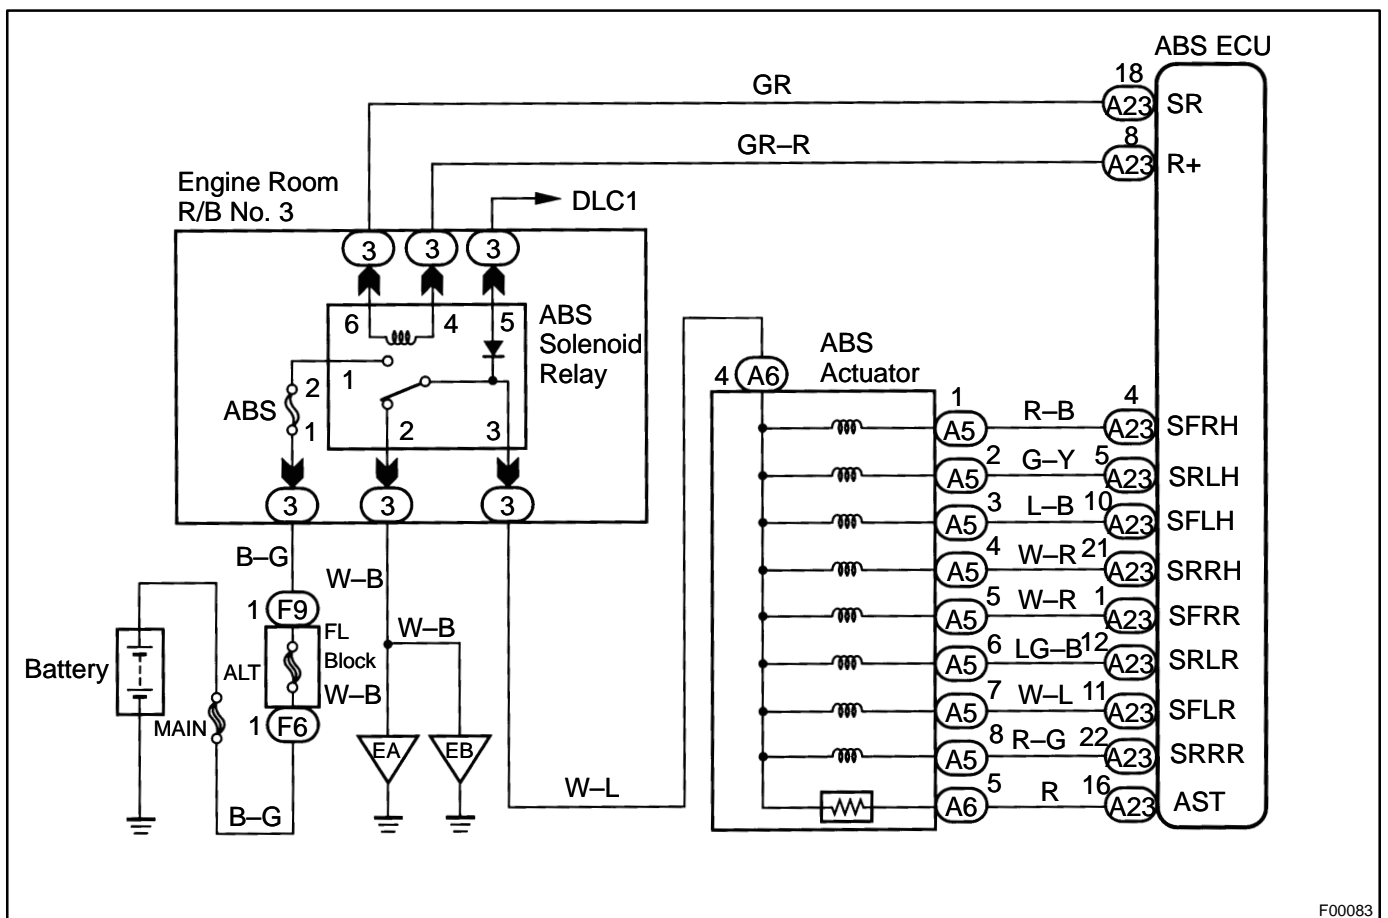 ABS ECU
18
GR
A23
SR
8
GR–R
A23
R+
Engine Room
R/B No. 3
DLC1
3
3
3
6
4
5
ABS
Solenoid
Relay
1
2
ABS
1
2
3
3
3
3
B–G
W–B
W–B
1
F9
FL
Block
ALT
W–B
1
F6
Battery
MAIN
B–G
EA
EB
W–L
ABS
Actuator
4
A6
1
A5
R–B
4
A23
SFRH
2
A5
G–Y
5
A23
SRLH
3
A5
L–B
10
A23
SFLH
4
A5
W–R
21
A23
SRRH
5
A5
W–R
1
A23
SFRR
6
A5
LG–B
12
A23
SRLR
7
A5
W–L
11
A23
SFLR
8
A5
R–G
22
A23
SRRR
5
A6
R
16
A23
AST
F00083